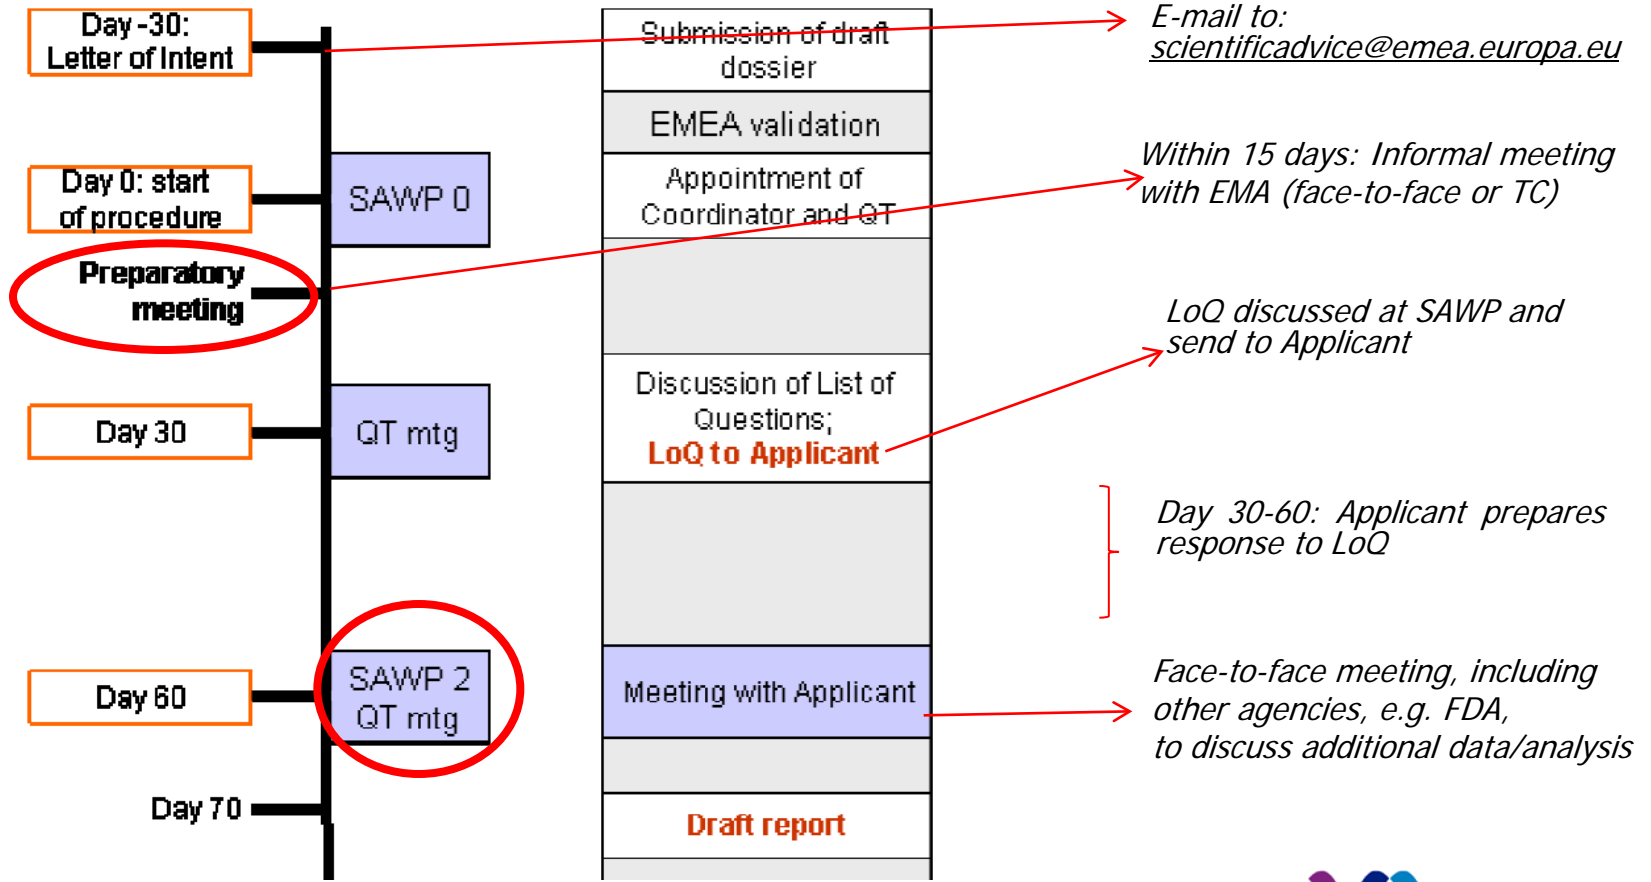 Day -30:
Letter of Intent
Submission of draft
dossier
E-mail to:
scientificadvice@emea.europa.eu
EMEA validation
Day 0: start
of procedure
SAWP 0
Appointment of
Coordinator and QT
Within 15 days: Informal meeting
with EMA (face-to-face or TC)
Preparatory
meeting
LoQ discussed at SAWP and
send to Applicant
Day 30
QT mtg
Discussion of List of
Questions;
LoQ to Applicant
Day 30-60: Applicant prepares
response to LoQ
Day 60
SAWP 2
QT mtg
Meeting with Applicant
Face-to-face meeting, including
other agencies, e.g. FDA,
to discuss additional data/analysis
Day 70
Draft report